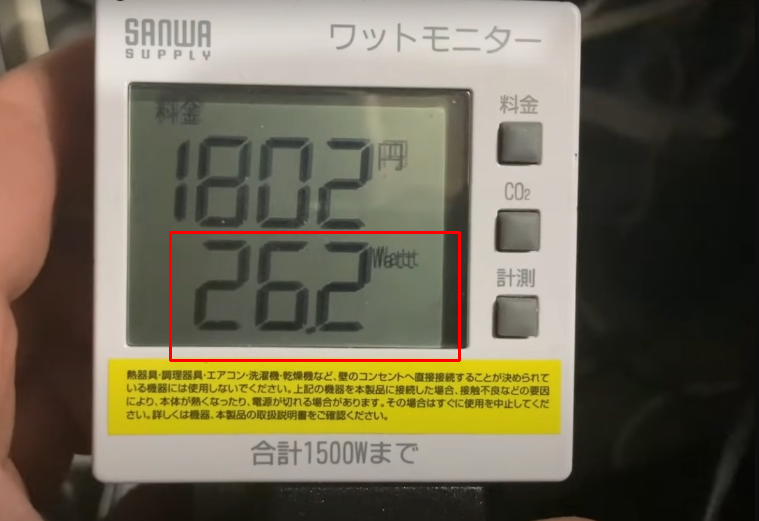 SANWA
SUPPLY
ワットモニター
料金
1802円
26.2 Watt
料金
CO₂
計測
熱器具・調理器具・エアコン・洗濯機・乾燥機など、壁のコンセントへ直接接続することが決められて
いる機器には使用しないでください。上記の機器を本製品に接続した場合、接触不良などの要因
により、本体が熱くなったり、電源が切れる場合があります。その場合はすぐに使用を中止してくだ
さい。詳しくは機器、本製品の取扱説明書をご確認ください。
合計1500Wまで